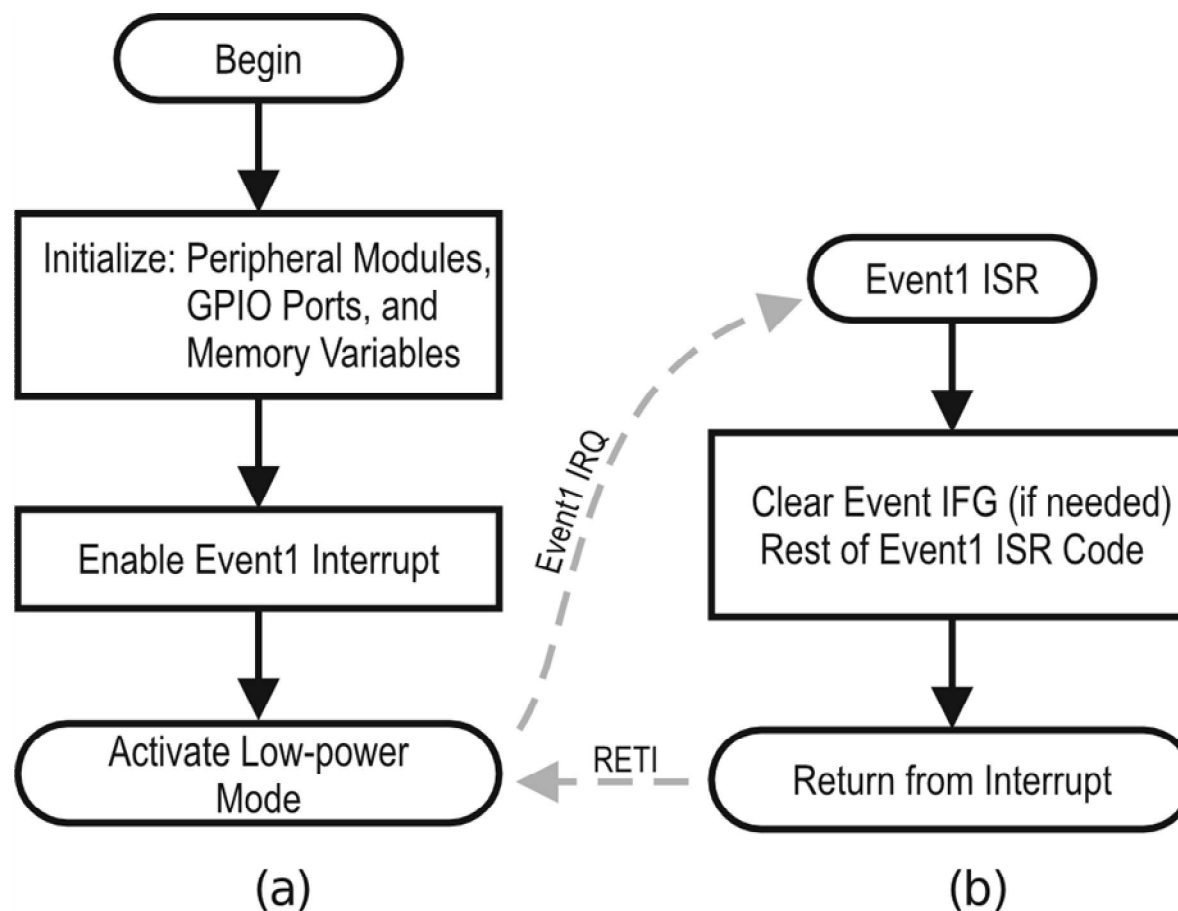 Begin
Initialize: Peripheral Modules,
GPIO Ports, and
Memory Variables
Enable Event1 Interrupt
Activate Low-power
Mode
(a)
Event1 IRQ
RETI
Event1 ISR
Clear Event IFG (if needed)
Rest of Event1 ISR Code
Return from Interrupt
(b)